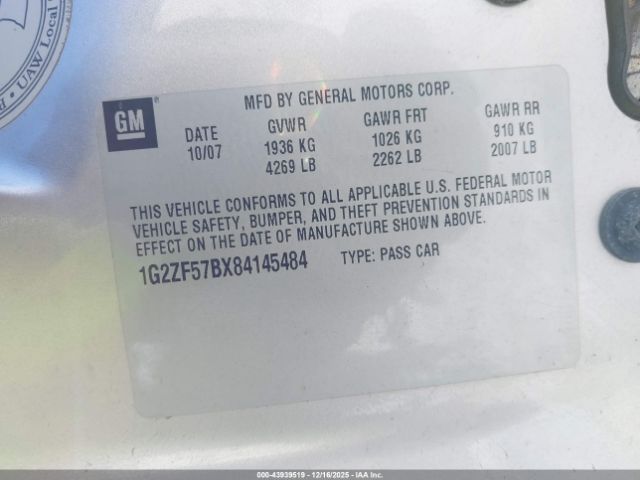 UAW Local
MFD BY GENERAL MOTORS CORP.
GM
DATE GVWR GAWR FRT GAWR RR
10/07 1936 KG 1026 KG 910 KG
4269 LB 2262 LB 2007 LB
THIS VEHICLE CONFORMS TO ALL APPLICABLE U.S. FEDERAL MOTOR
VEHICLE SAFETY, BUMPER, AND THEFT PREVENTION STANDARDS IN
EFFECT ON THE DATE OF MANUFACTURE SHOWN ABOVE.
1G2ZF57BX84145484 TYPE: PASS CAR
000-43939519 - 12/16/2025 - IAA Inc.